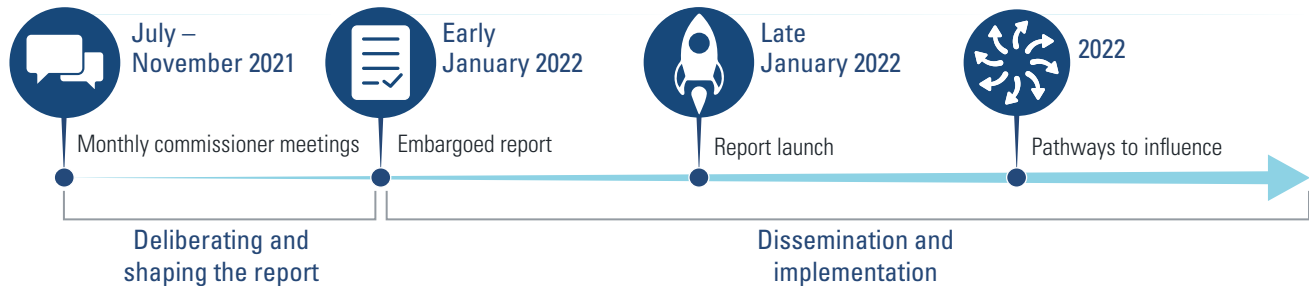 July –
November 2021
Early
January 2022
Late
January 2022
2022
Monthly commissioner meetings
Embargoed report
Report launch
Pathways to influence
Deliberating and
shaping the report
Dissemination and
implementation